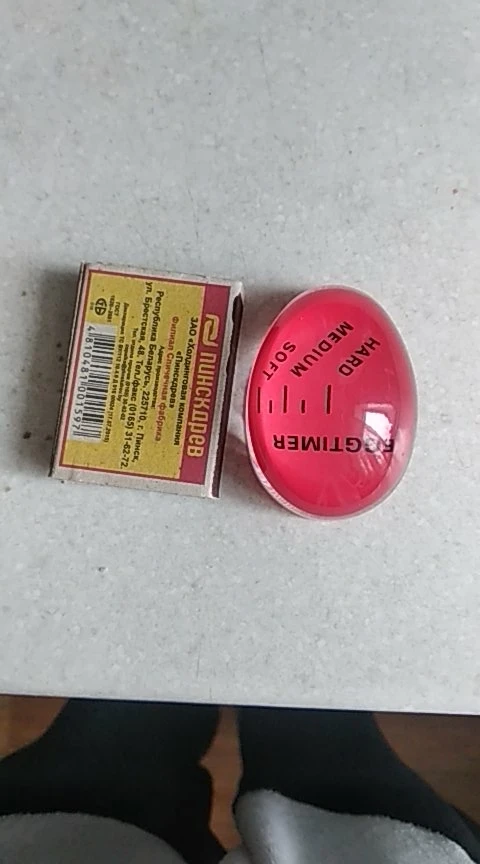 ПИНСКДРЕВ
ЗАО «Холдинговая компания
«Пинскдрев»
Филиал Спичечная фабрика
Республика Беларусь, 225710, г. Пинск,
ул. Брестская, 48. Тел./факс (0165) 31-62-72,
ГОСТ
HARD
MEDIUM
SOFT
EGGTIMER